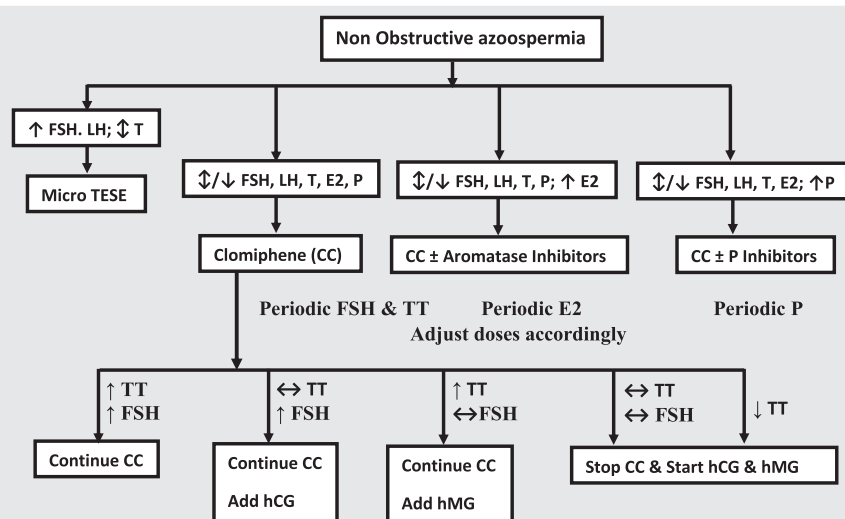 Non Obstructive azoospermia
↑ FSH. LH; ↕ T
↕/↓ FSH, LH, T, E2, P
↕/↓ FSH, LH, T, P; ↑ E2
↕/↓ FSH, LH, T, E2; ↑P
Micro TESE
Clomiphene (CC)
CC ± Aromatase Inhibitors
CC ± P Inhibitors
Periodic FSH & TT
Periodic E2
Periodic P
Adjust doses accordingly
↑ TT
↑ FSH
↔ TT
↑ FSH
↑ TT
↔FSH
↔ TT
↔ FSH
↓ TT
Continue CC
Continue CC
Add hCG
Continue CC
Add hMG
Stop CC & Start hCG & hMG